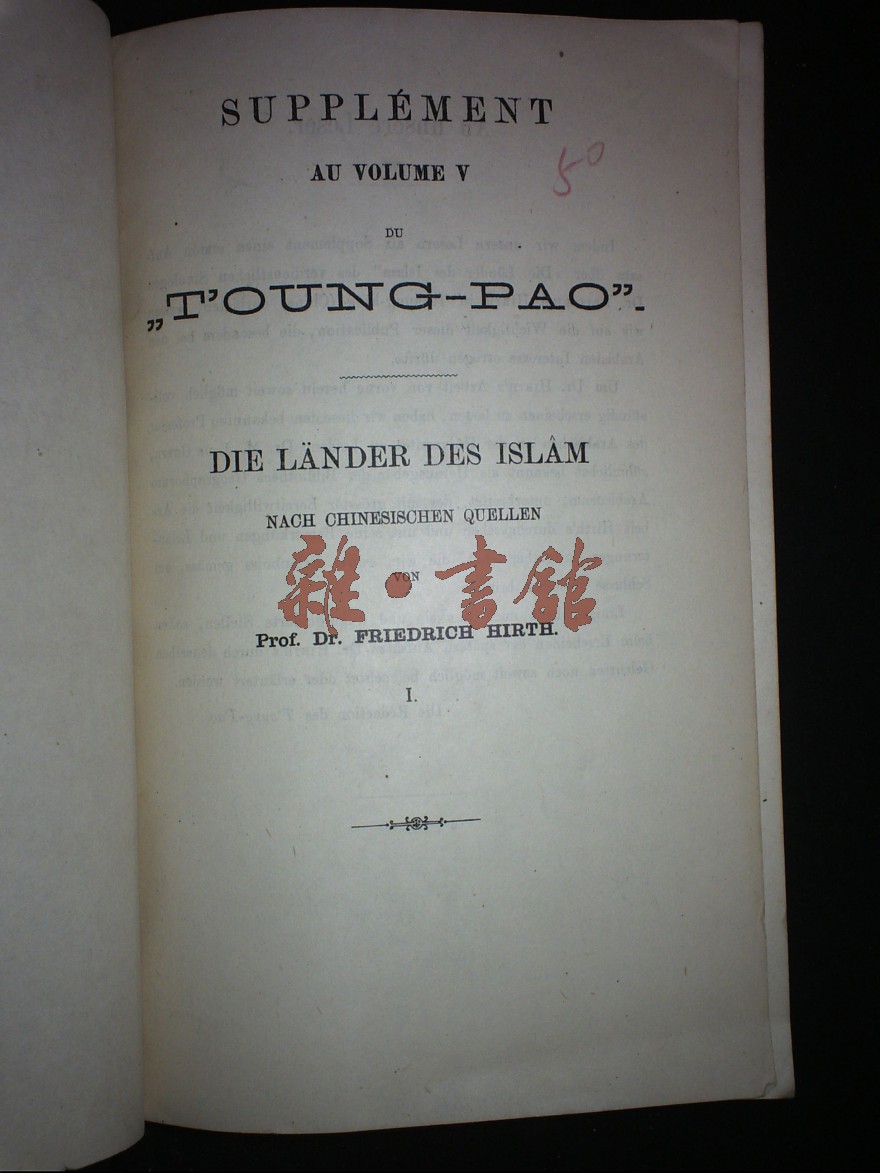 SUPPLÉMENT
AU VOLUME V
50
DU
„T'OUNG-PAO”.
DIE LÄNDER DES ISLÂM
NACH CHINESISCHEN QUELLEN
VON
雜·書館
Prof. Dr. FRIEDRICH HIRTH.
I.